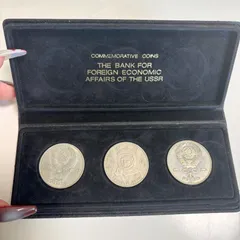 COMMEMORATIVE COINS
THE BANK FOR
FOREIGN ECONOMIC
AFFAIRS OF THE USSR